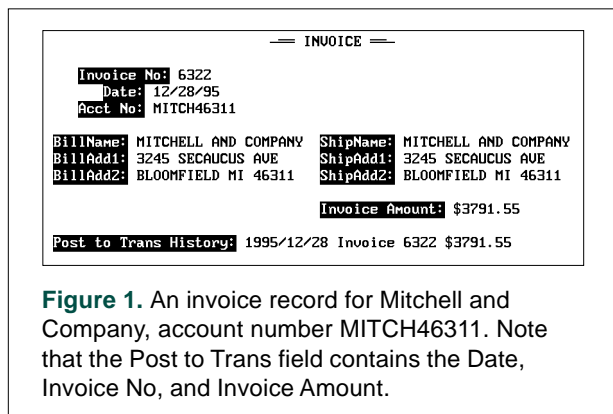 INVOICE
Invoice No: 6322
Date: 12/28/95
Acct No: MITCH46311
BillName: MITCHELL AND COMPANY ShipName: MITCHELL AND COMPANY
BillAdd1: 3245 SECAUCUS AVE ShipAdd1: 3245 SECAUCUS AVE
BillAdd2: BLOOMFIELD MI 46311 ShipAdd2: BLOOMFIELD MI 46311
Invoice Amount: $3791.55
Post to Trans History: 1995/12/28 Invoice 6322 $3791.55
Figure 1. An invoice record for Mitchell and
Company, account number MITCH46311. Note
that the Post to Trans field contains the Date,
Invoice No, and Invoice Amount.